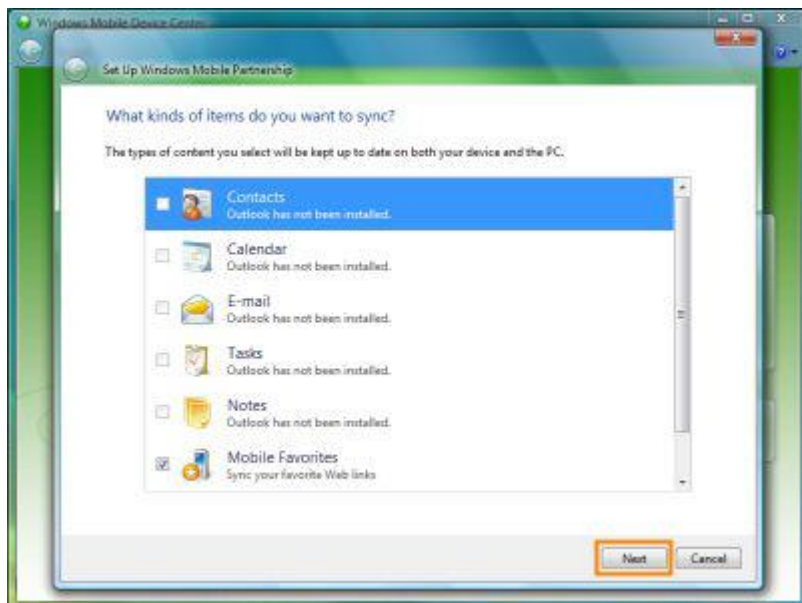 Windows Mobile Device Center
Set Up Windows Mobile Partnership
What kinds of items do you want to sync?
The types of content you select will be kept up to date on both your device and the PC.
Contacts
Outlook has not been installed.
Calendar
Outlook has not been installed.
E-mail
Outlook has not been installed.
Tasks
Outlook has not been installed.
Notes
Outlook has not been installed.
Mobile Favorites
Sync your favorite Web links
Next
Cancel